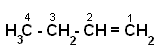 4 3 2 1
H₃C - CH₂ - CH = CH₂